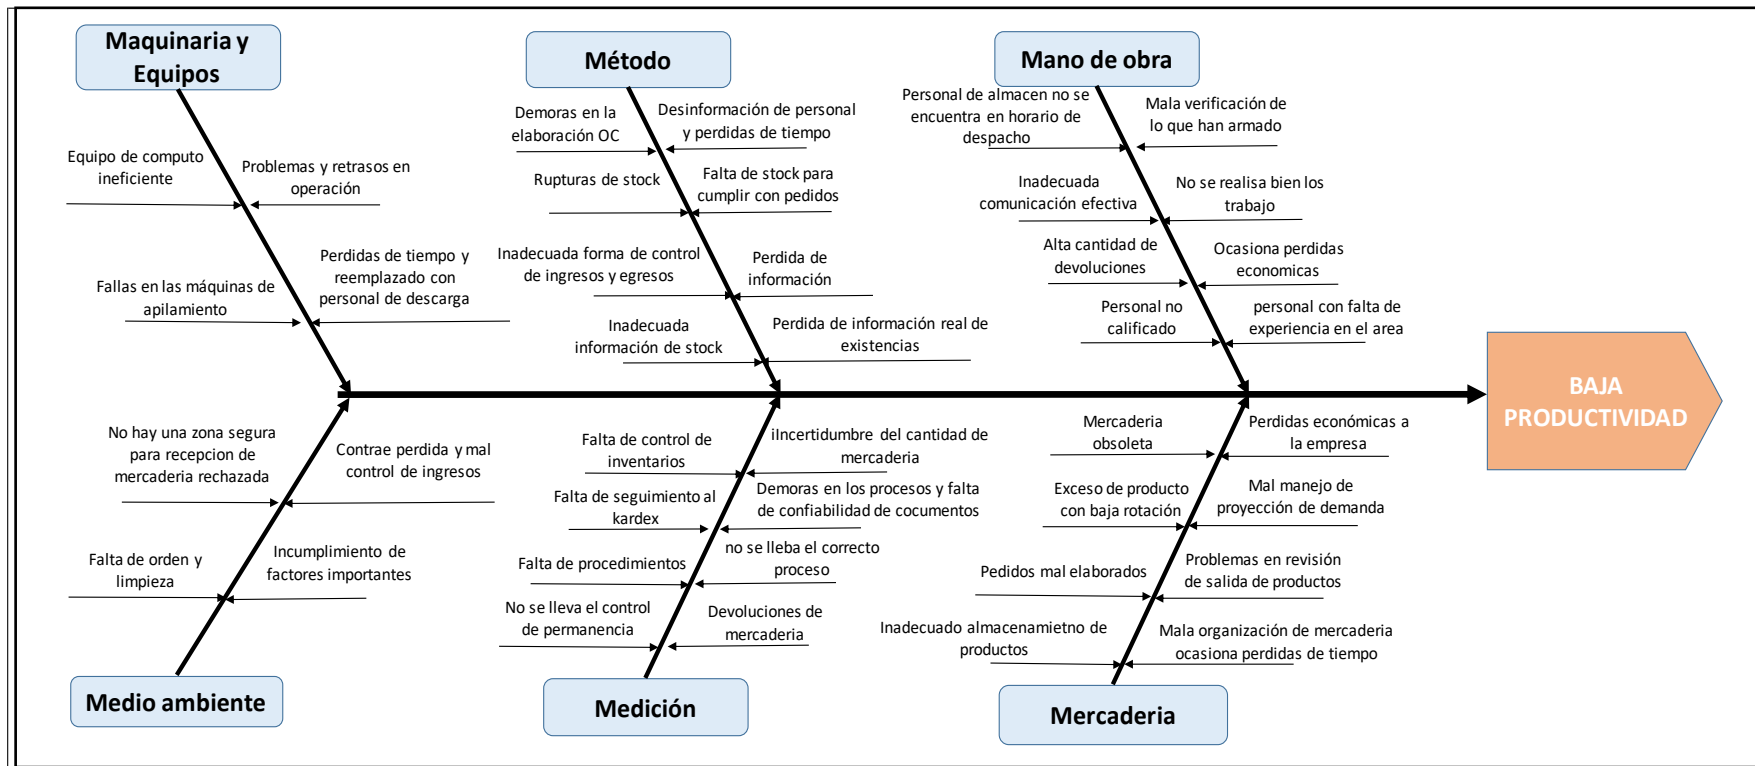 Maquinaria y
Equipos
Método
Mano de obra
Equipo de computo
ineficiente
Problemas y retrasos en
operación
Fallas en las máquinas de
apilamiento
Perdidas de tiempo y
reemplazado con
personal de descarga
Demoras en la
elaboración OC
Desinformación de personal
y perdidas de tiempo
Rupturas de stock
Falta de stock para
cumplir con pedidos
Inadecuada forma de control
de ingresos y egresos
Perdida de
información
Inadecuada
información de stock
Perdida de información real de
existencias
Personal de almacen no se
encuentra en horario de
despacho
Mala verificación de
lo que han armado
Inadecuada
comunicación efectiva
No se realisa bien los
trabajo
Alta cantidad de
devoluciones
Ocasiona perdidas
economicas
Personal no
calificado
personal con falta de
experiencia en el area
BAJA
PRODUCTIVIDAD
No hay una zona segura
para recepcion de
mercaderia rechazada
Contrae perdida y mal
control de ingresos
Falta de orden y
limpieza
Incumplimiento de
factores importantes
Falta de control de
inventarios
iIncertidumbre del cantidad de
mercaderia
Falta de seguimiento al
kardex
Demoras en los procesos y falta
de confiabilidad de cocumentos
Falta de procedimientos
no se lleba el correcto
proceso
No se lleva el control
de permanencia
Devoluciones de
mercaderia
Mercaderia
obsoleta
Perdidas económicas a
la empresa
Exceso de producto
con baja rotación
Mal manejo de
proyección de demanda
Pedidos mal elaborados
Problemas en revisión
de salida de productos
Inadecuado almacenamietno de
productos
Mala organización de mercaderia
ocasiona perdidas de tiempo
Medio ambiente
Medición
Mercaderia